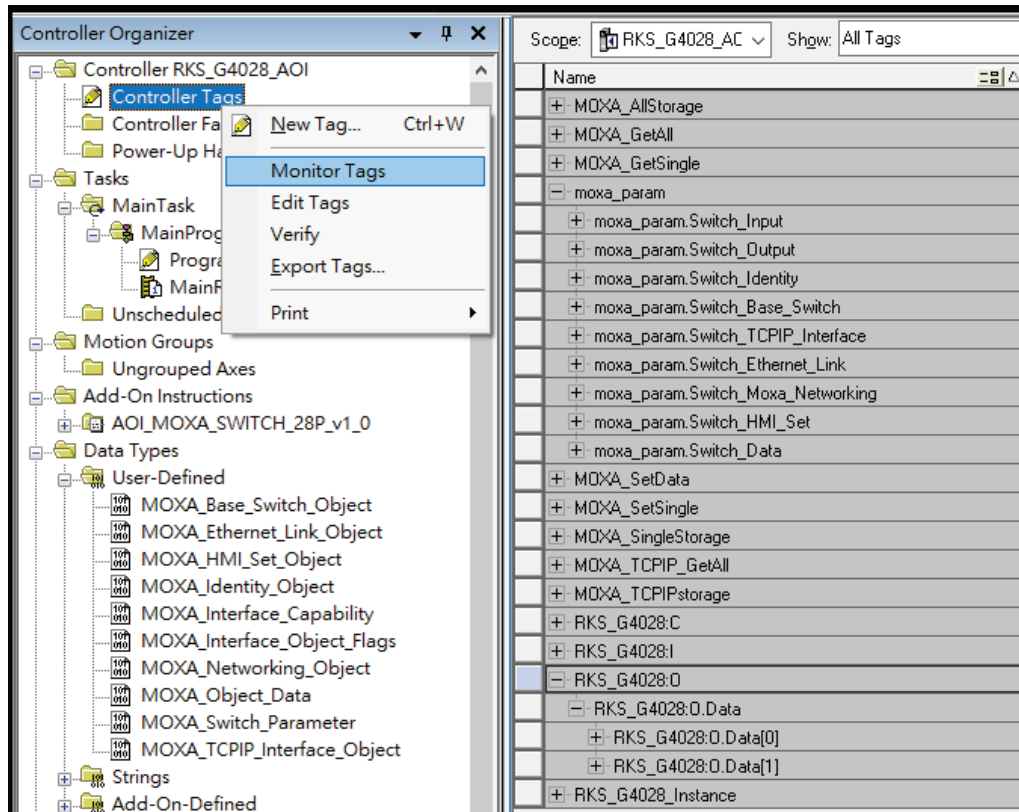 Controller Organizer
Controller RKS_G4028_AOI
Controller Tags
Controller Fa
Power-Up Ha
Tasks
MainTask
MainProg
Progra
MainR
Unscheduled
Motion Groups
Ungrouped Axes
Add-On Instructions
AOI_MOXA_SWITCH_28P_v1_0
Data Types
User-Defined
MOXA_Base_Switch_Object
MOXA_Ethernet_Link_Object
MOXA_HMI_Set_Object
MOXA_Identity_Object
MOXA_Interface_Capability
MOXA_Interface_Object_Flags
MOXA_Networking_Object
MOXA_Object_Data
MOXA_Switch_Parameter
MOXA_TCPIP_Interface_Object
Strings
Add-On-Defined
New Tag... Ctrl+W
Monitor Tags
Edit Tags
Verify
Export Tags...
Print
Scope: RKS_G4028_AC Show: All Tags
Name
MOXA_AllStorage
MOXA_GetAll
MOXA_GetSingle
moxa_param
moxa_param.Switch_Input
moxa_param.Switch_Output
moxa_param.Switch_Identity
moxa_param.Switch_Base_Switch
moxa_param.Switch_TCPIP_Interface
moxa_param.Switch_Ethernet_Link
moxa_param.Switch_Moxa_Networking
moxa_param.Switch_HMI_Set
moxa_param.Switch_Data
MOXA_SetData
MOXA_SetSingle
MOXA_SingleStorage
MOXA_TCPIP_GetAll
MOXA_TCPIPstorage
RKS_G4028:C
RKS_G4028:I
RKS_G4028:O
RKS_G4028:O.Data
RKS_G4028:O.Data[0]
RKS_G4028:O.Data[1]
RKS_G4028_Instance